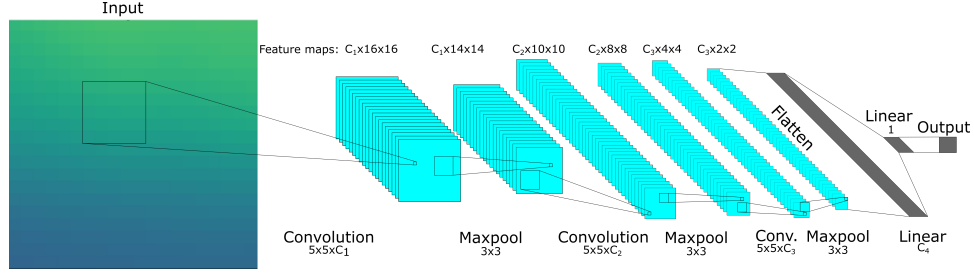 Input
Feature maps: C₁x16x16 C₁x14x14 C₂x10x10 C₂x8x8 C₃x4x4 C₃x2x2
Flatten
Linear
1
Output
Convolution
5x5xC₁
Maxpool
3x3
Convolution
5x5xC₂
Maxpool
3x3
Conv.
5x5xC₃
Maxpool
3x3
Linear
C₄